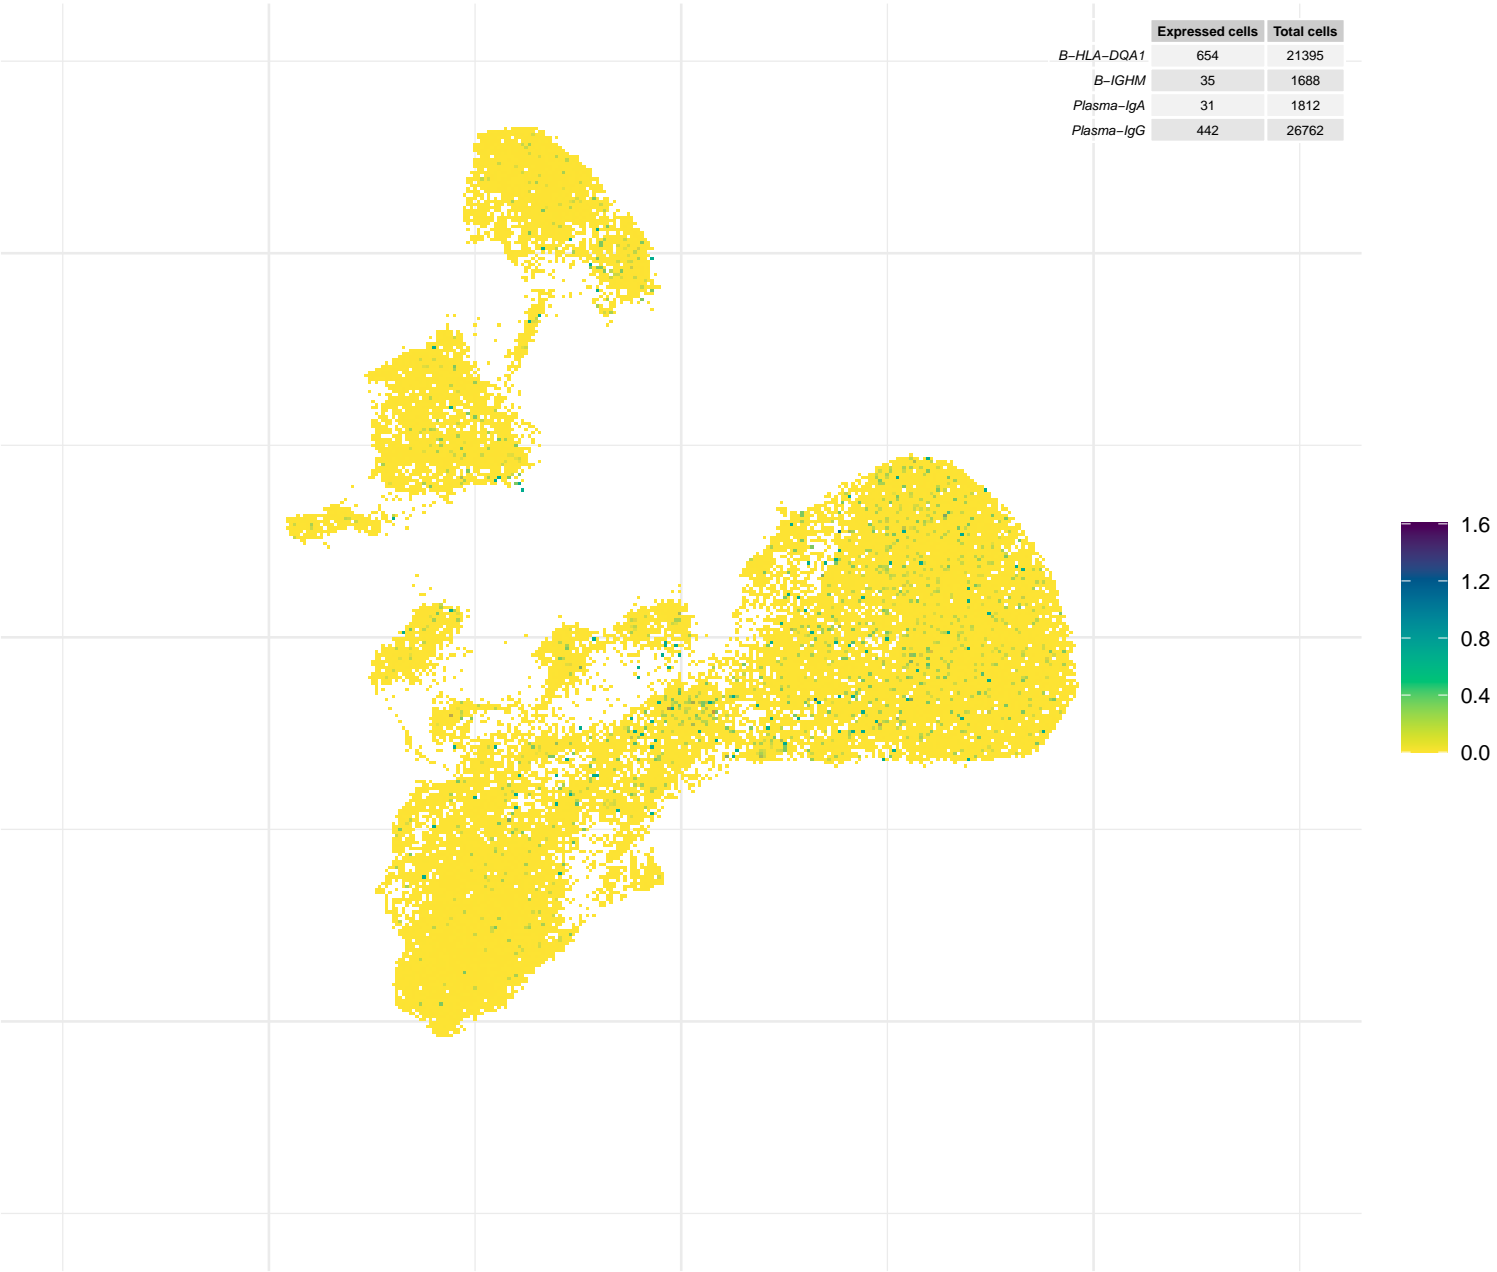 Expressed cells Total cells
B−HLA−DQA1 654 21395
B−IGHM 35 1688
Plasma−IgA 31 1812
Plasma−IgG 442 26762
1.6
1.2
0.8
0.4
0.0